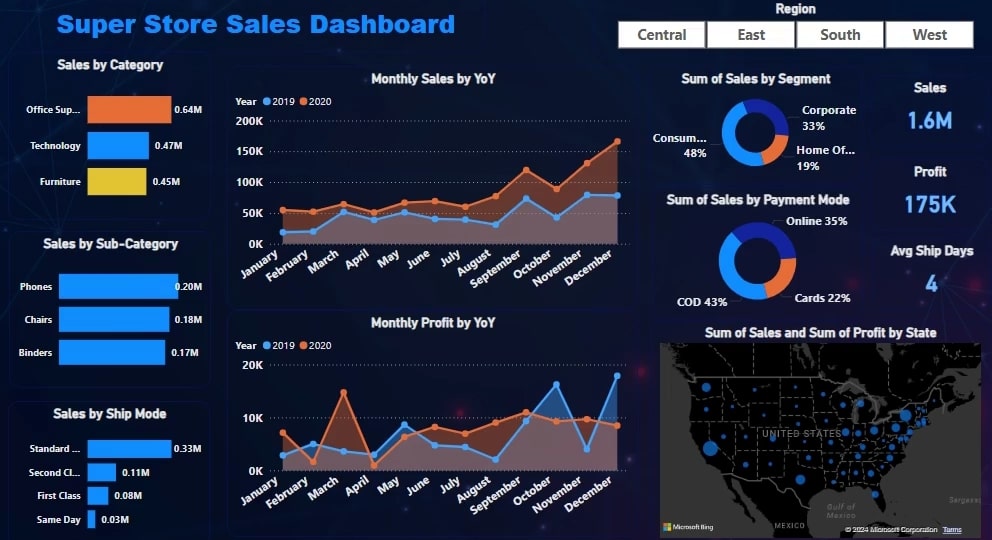 Super Store Sales Dashboard
Region
Central
East
South
West
Sales by Category
Office Sup...
0.64M
Technology
0.47M
Furniture
0.45M
Sales by Sub-Category
Phones
0.20M
Chairs
0.18M
Binders
0.17M
Sales by Ship Mode
Standard ...
0.33M
Second Cl...
0.11M
First Class
0.08M
Same Day
0.03M
Monthly Sales by YoY
Year 2019 2020
200K
150K
100K
50K
0K
January
February
March
April
May
June
July
August
September
October
November
December
Monthly Profit by YoY
Year 2019 2020
20K
10K
0K
January
February
March
April
May
June
July
August
September
October
November
December
Sum of Sales by Segment
Corporate
33%
Consum...
48%
Home Of...
19%
Sum of Sales by Payment Mode
Online 35%
COD 43%
Cards 22%
Sales
1.6M
Profit
175K
Avg Ship Days
4
Sum of Sales and Sum of Profit by State
UNITED STATES
Gulf of
Mexico
MEXICO
Microsoft Bing
© 2024 Microsoft Corporation Terms